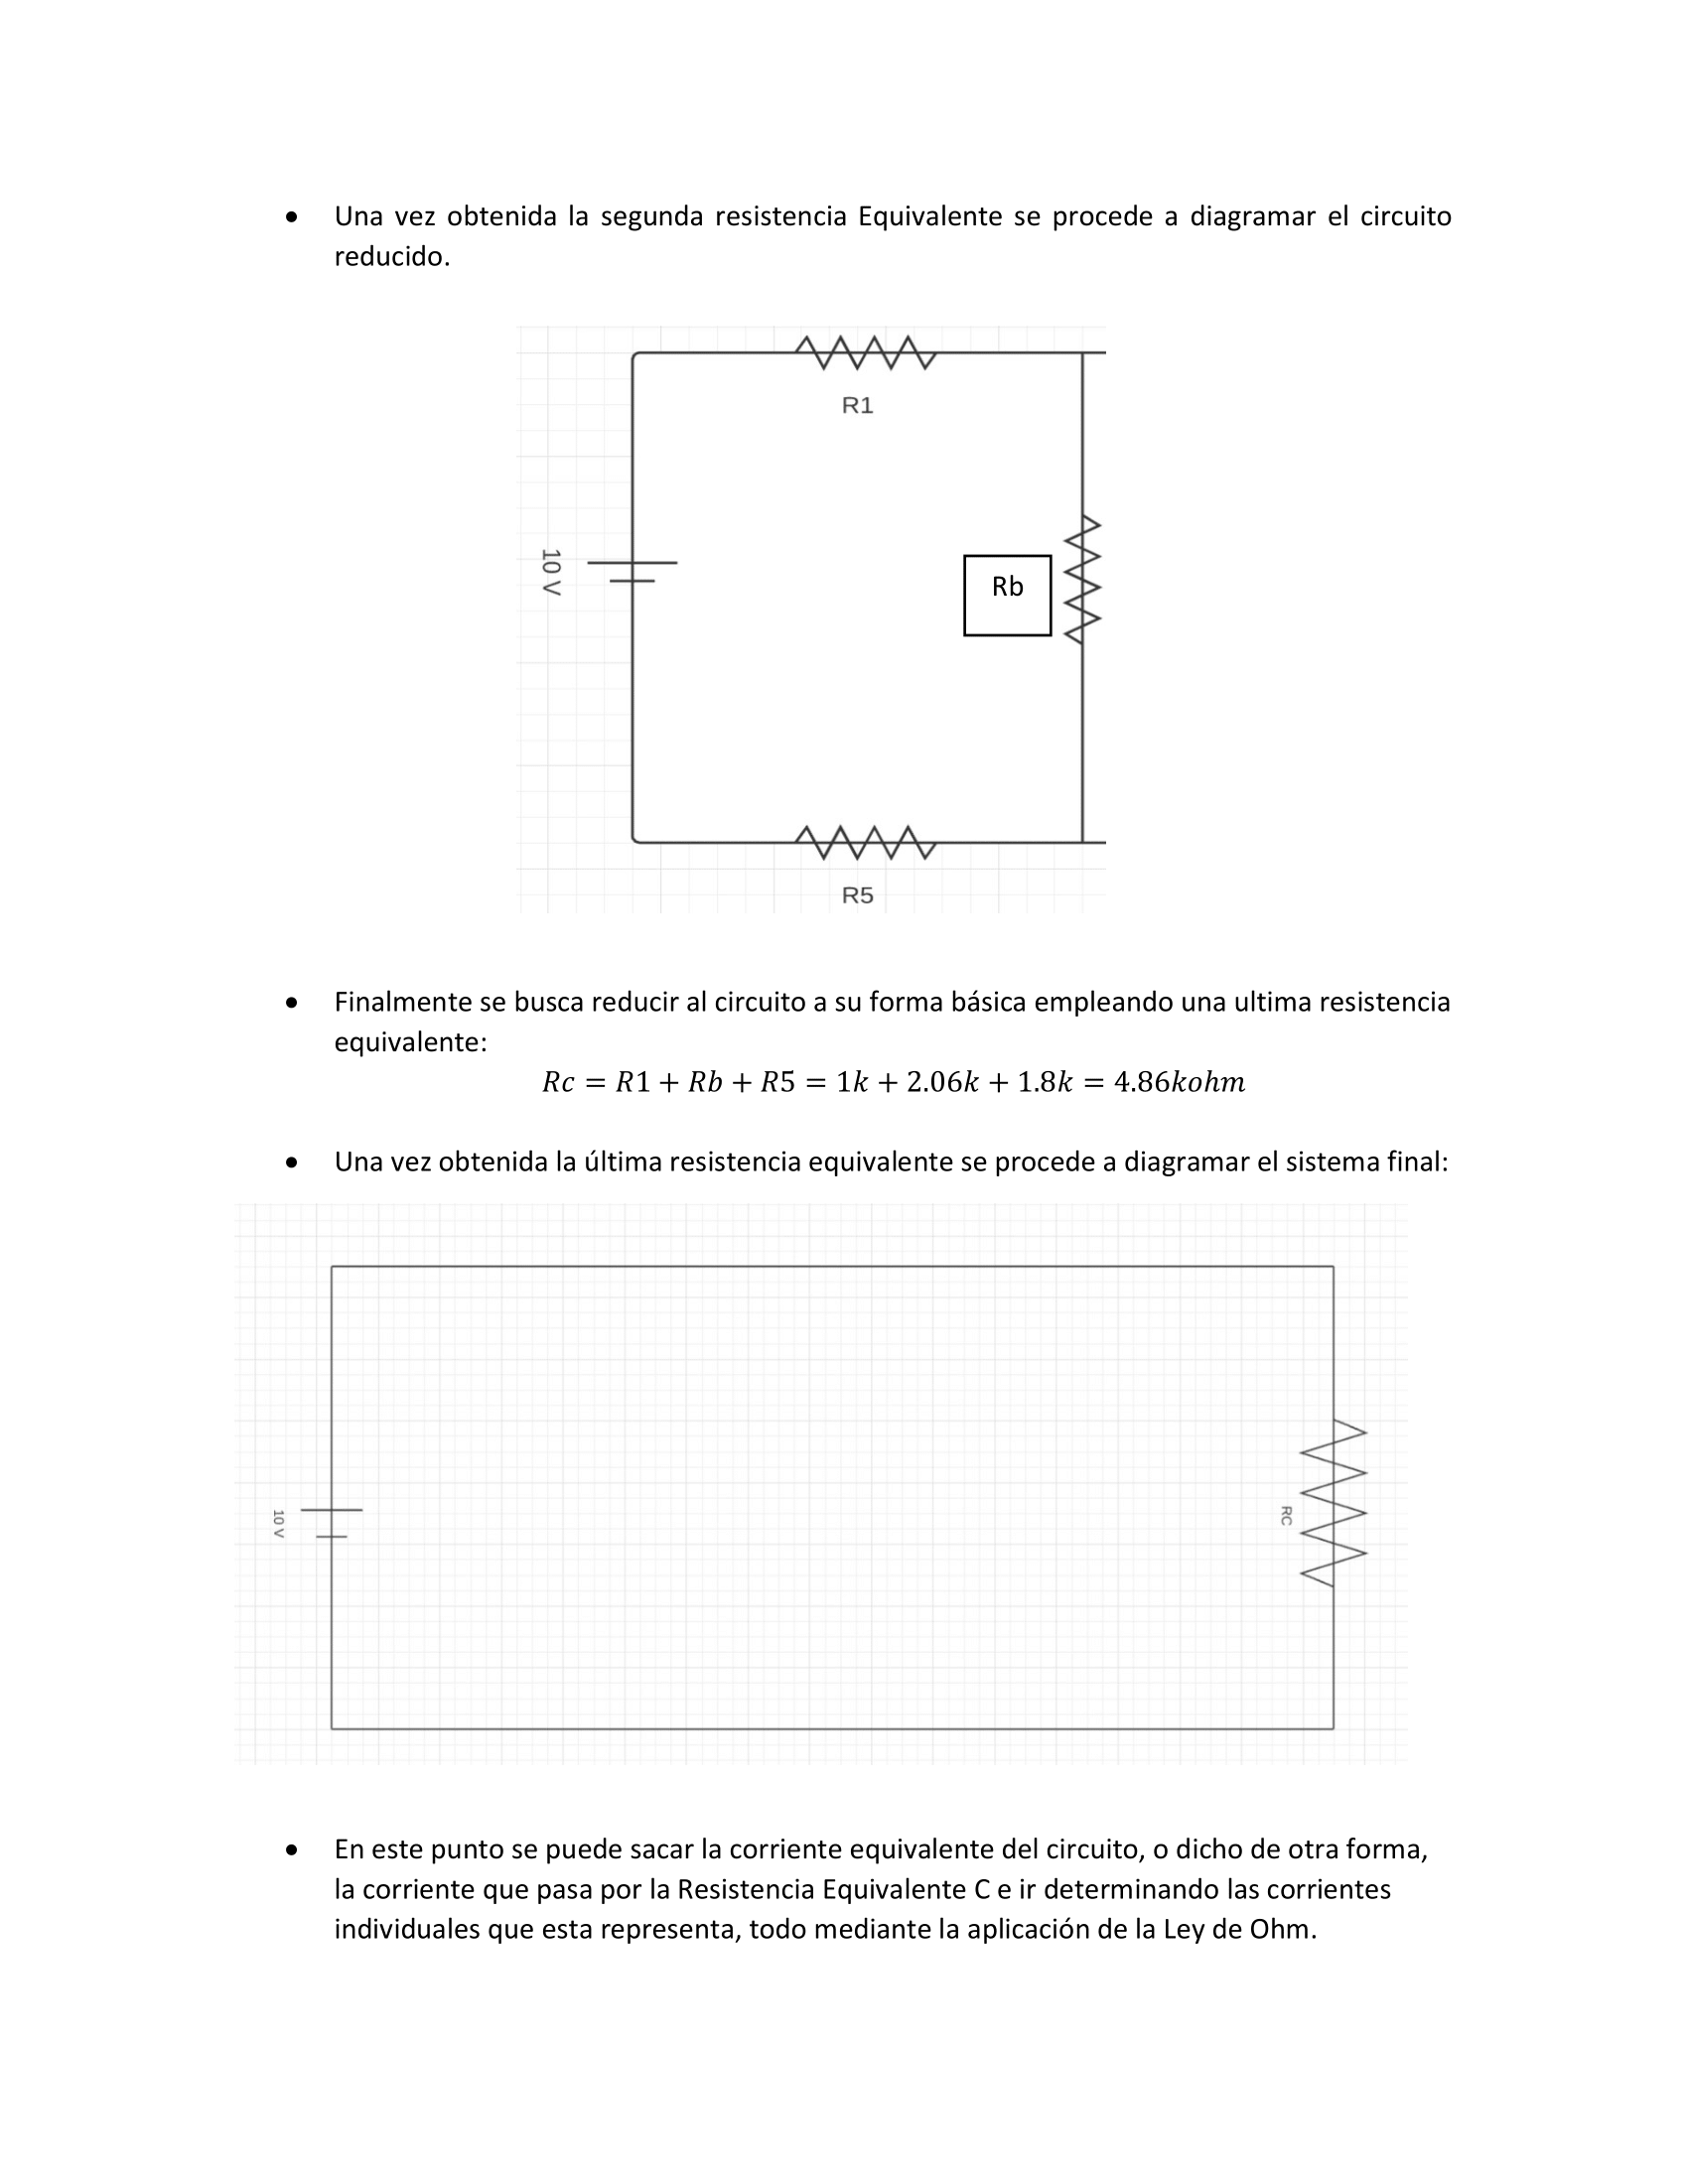 • Una vez obtenida la segunda resistencia Equivalente se procede a diagramar el circuito
reducido.
R1
10 V
Rb
R5
• Finalmente se busca reducir al circuito a su forma básica empleando una ultima resistencia
equivalente:
Rc = R1 + Rb + R5 = 1k + 2.06k + 1.8k = 4.86kohm
• Una vez obtenida la última resistencia equivalente se procede a diagramar el sistema final:
10 V
RC
• En este punto se puede sacar la corriente equivalente del circuito, o dicho de otra forma,
la corriente que pasa por la Resistencia Equivalente C e ir determinando las corrientes
individuales que esta representa, todo mediante la aplicación de la Ley de Ohm.